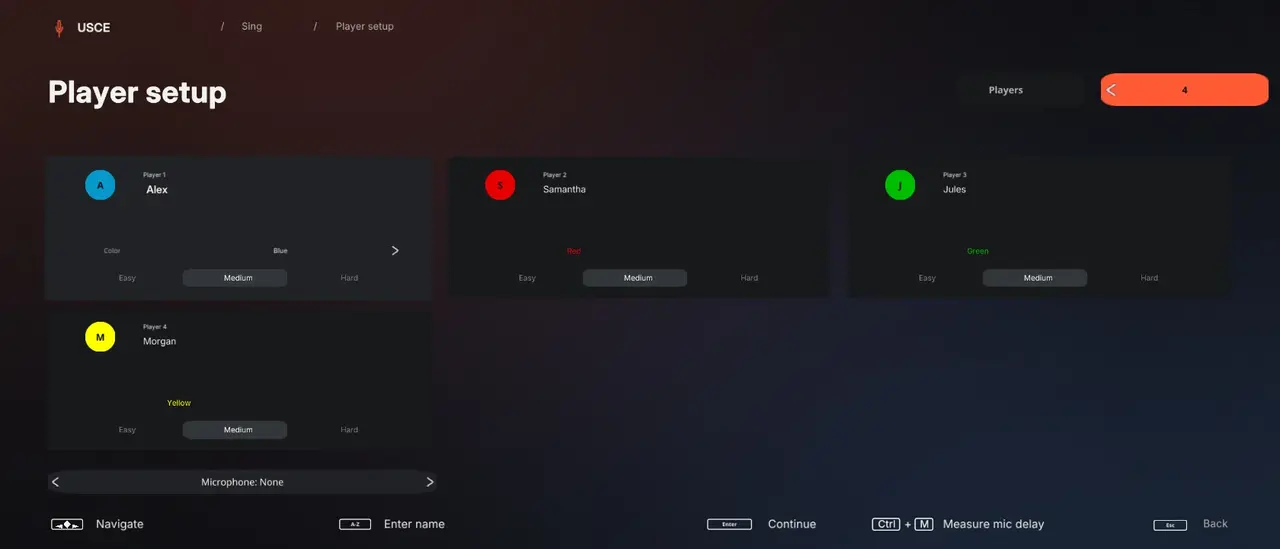 USCE / Sing / Player setup
Player setup
Players
4
Player 1
Alex
Color Blue
Easy Medium Hard
Player 2
Samantha
Red
Easy Medium Hard
Player 3
Jules
Green
Easy Medium Hard
Player 4
Morgan
Yellow
Easy Medium Hard
A
S
J
M
Microphone: None
Navigate
A-Z Enter name
Enter Continue
Ctrl + M Measure mic delay
Esc Back